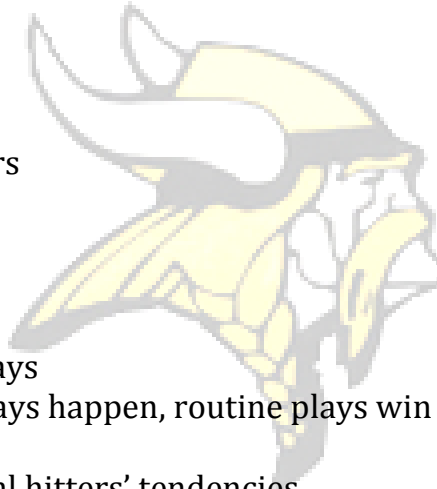 rs
ays
ays happen, routine plays win
al hitters' tendencies